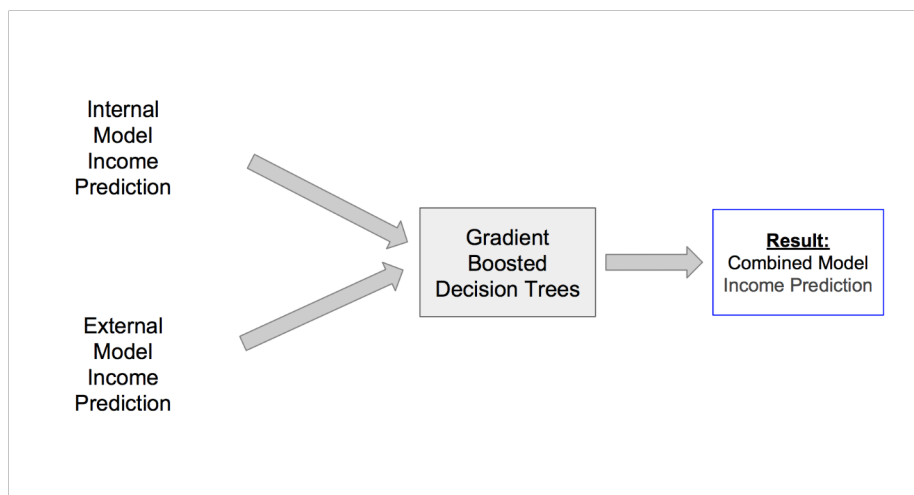 Internal
Model
Income
Prediction
External
Model
Income
Prediction
Gradient
Boosted
Decision Trees
Result:
Combined Model
Income Prediction